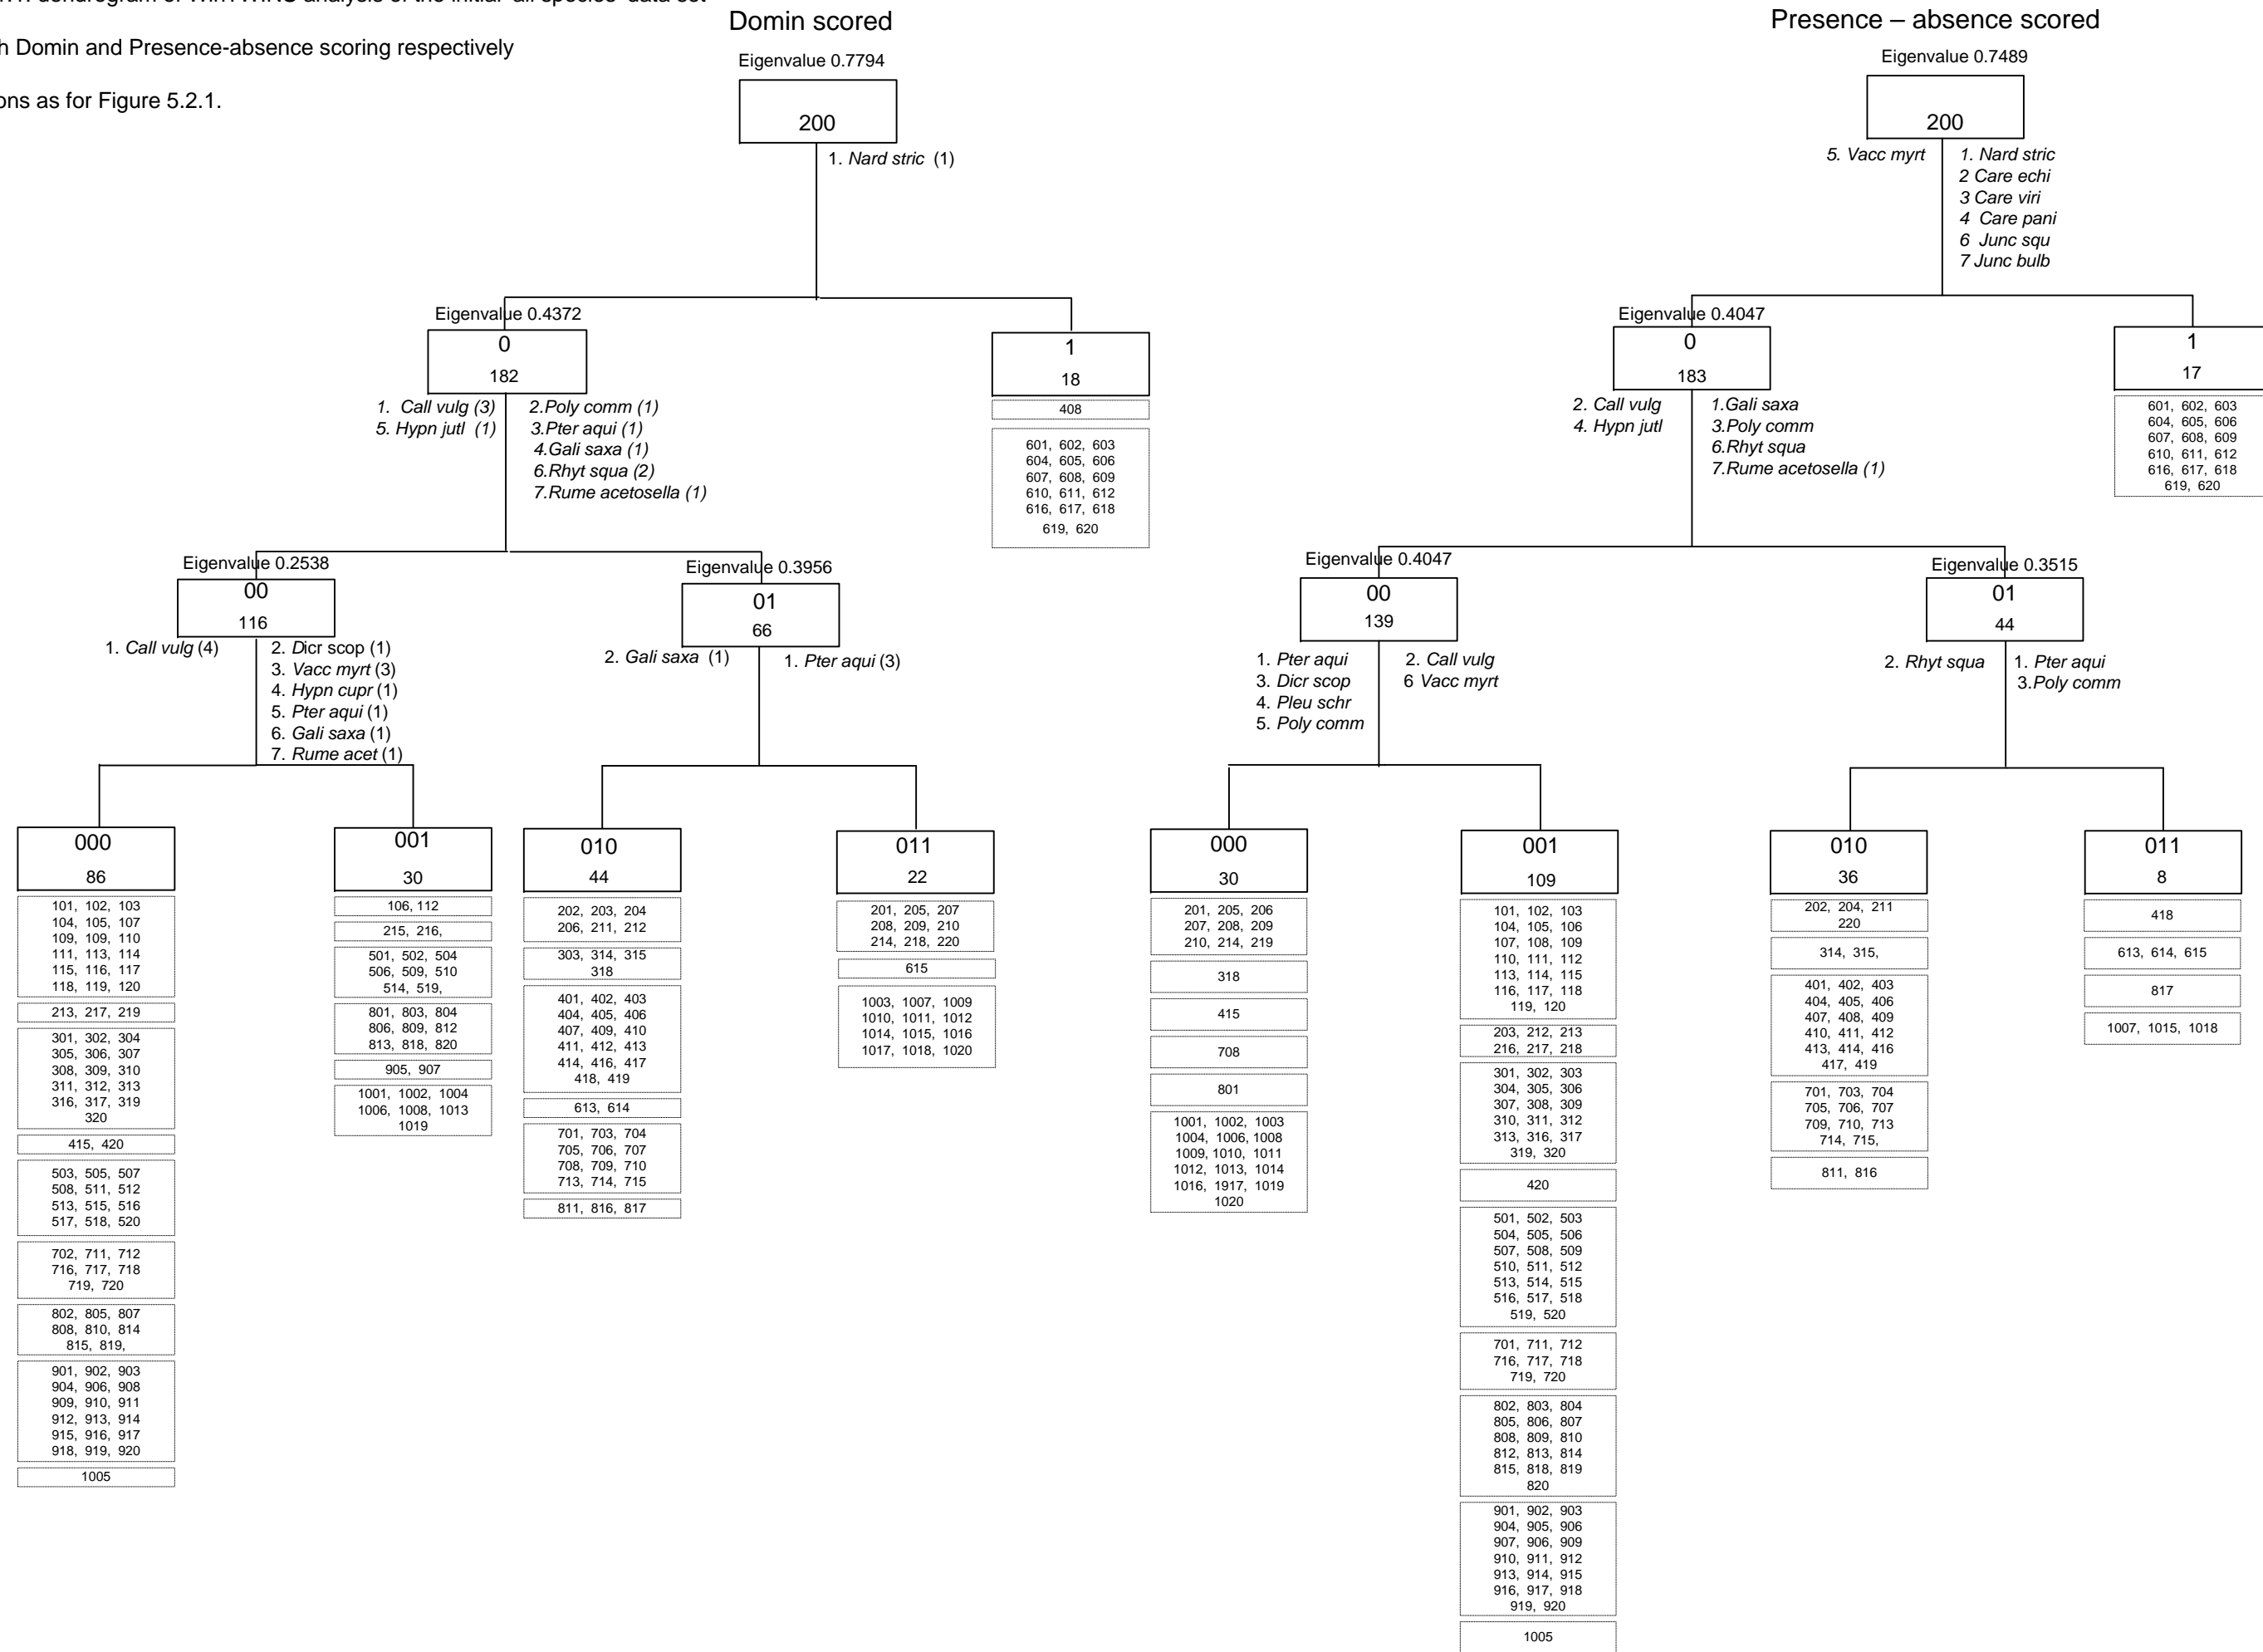 dendrogram of WinTWINS analysis of the initial 'all species' data set
Domin and Presence-absence scoring respectively
as for Figure 5.2.1.
Domin scored
Eigenvalue 0.7794
200
1. Nard stric (1)
Eigenvalue 0.4372
0
182
1. Call vulg (3)
5. Hypn jutl (1)
2.Poly comm (1)
3.Pter aqui (1)
4.Gali saxa (1)
6.Rhyt squa (2)
7.Rume acetosella (1)
1
18
408
601, 602, 603
604, 605, 606
607, 608, 609
610, 611, 612
616, 617, 618
619, 620
Eigenvalue 0.2538
00
116
1. Call vulg (4)
2. Dicr scop (1)
3. Vacc myrt (3)
4. Hypn cupr (1)
5. Pter aqui (1)
6. Gali saxa (1)
7. Rume acet (1)
Eigenvalue 0.3956
01
66
2. Gali saxa (1)
1. Pter aqui (3)
000
86
101, 102, 103
104, 105, 107
109, 109, 110
111, 113, 114
115, 116, 117
118, 119, 120
213, 217, 219
301, 302, 304
305, 306, 307
308, 309, 310
311, 312, 313
316, 317, 319
320
415, 420
503, 505, 507
508, 511, 512
513, 515, 516
517, 518, 520
702, 711, 712
716, 717, 718
719, 720
802, 805, 807
808, 810, 814
815, 819,
901, 902, 903
904, 906, 908
909, 910, 911
912, 913, 914
915, 916, 917
918, 919, 920
1005
001
30
106, 112
215, 216,
501, 502, 504
506, 509, 510
514, 519,
801, 803, 804
806, 809, 812
813, 818, 820
905, 907
1001, 1002, 1004
1006, 1008, 1013
1019
010
44
202, 203, 204
206, 211, 212
303, 314, 315
318
401, 402, 403
404, 405, 406
407, 409, 410
411, 412, 413
414, 416, 417
418, 419
613, 614
701, 703, 704
705, 706, 707
708, 709, 710
713, 714, 715
811, 816, 817
011
22
201, 205, 207
208, 209, 210
214, 218, 220
615
1003, 1007, 1009
1010, 1011, 1012
1014, 1015, 1016
1017, 1018, 1020
Presence – absence scored
Eigenvalue 0.7489
200
5. Vacc myrt
1. Nard stric
2 Care echi
3 Care viri
4 Care pani
6 Junc squ
7 Junc bulb
Eigenvalue 0.4047
0
183
2. Call vulg
4. Hypn jutl
1.Gali saxa
3.Poly comm
6.Rhyt squa
7.Rume acetosella (1)
1
17
601, 602, 603
604, 605, 606
607, 608, 609
610, 611, 612
616, 617, 618
619, 620
Eigenvalue 0.4047
00
139
1. Pter aqui
3. Dicr scop
4. Pleu schr
5. Poly comm
2. Call vulg
6 Vacc myrt
Eigenvalue 0.3515
01
44
2. Rhyt squa
1. Pter aqui
3.Poly comm
000
30
201, 205, 206
207, 208, 209
210, 214, 219
318
415
708
801
1001, 1002, 1003
1004, 1006, 1008
1009, 1010, 1011
1012, 1013, 1014
1016, 1917, 1019
1020
001
109
101, 102, 103
104, 105, 106
107, 108, 109
110, 111, 112
113, 114, 115
116, 117, 118
119, 120
203, 212, 213
216, 217, 218
301, 302, 303
304, 305, 306
307, 308, 309
310, 311, 312
313, 316, 317
319, 320
420
501, 502, 503
504, 505, 506
507, 508, 509
510, 511, 512
513, 514, 515
516, 517, 518
519, 520
701, 711, 712
716, 717, 718
719, 720
802, 803, 804
805, 806, 807
808, 809, 810
812, 813, 814
815, 818, 819
820
901, 902, 903
904, 905, 906
907, 906, 909
910, 911, 912
913, 914, 915
916, 917, 918
919, 920
1005
010
36
202, 204, 211
220
314, 315,
401, 402, 403
404, 405, 406
407, 408, 409
410, 411, 412
413, 414, 416
417, 419
701, 703, 704
705, 706, 707
709, 710, 713
714, 715,
811, 816
011
8
418
613, 614, 615
817
1007, 1015, 1018